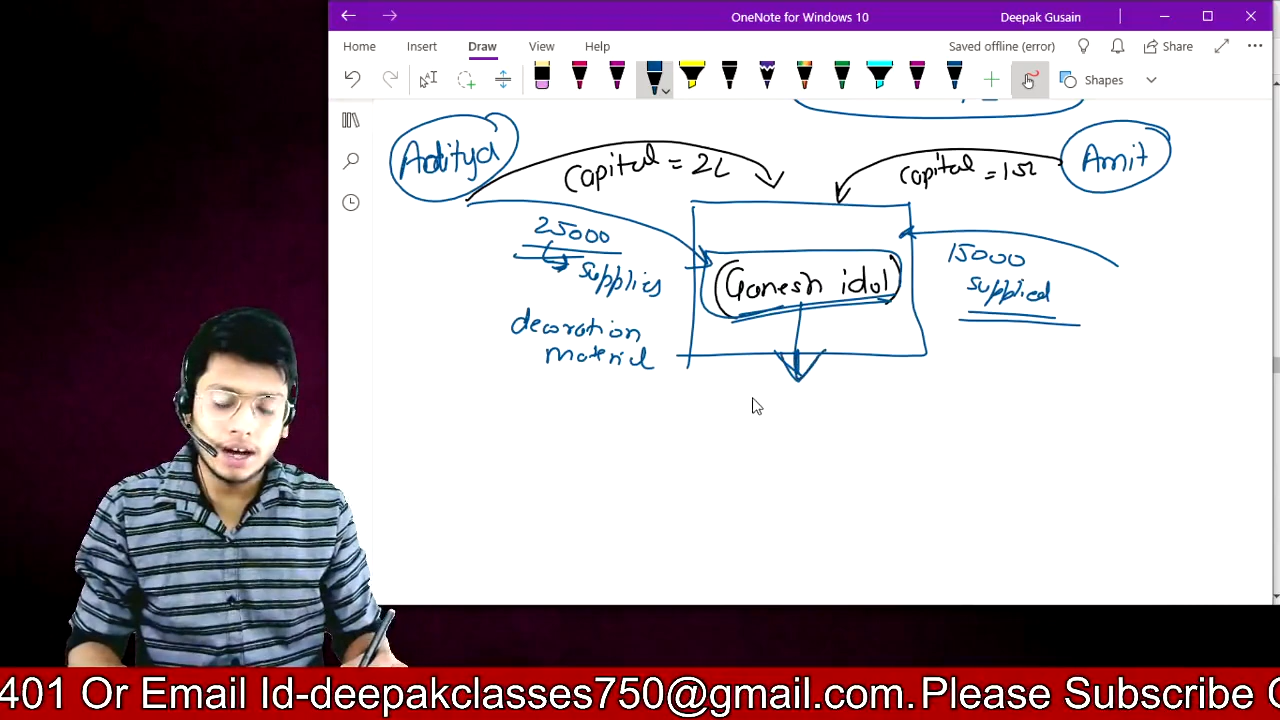 OneNote for Windows 10
Deepak Gusain
Home Insert Draw View Help
Saved offline (error)
Share
Shapes
Aditya
Capital = 2L
Capital = 1.5L
Amit
25000
supplies
decoration
material
Ganesh idol
15000
supplied
401 Or Email Id-deepakclasses750@gmail.com.Please Subscribe